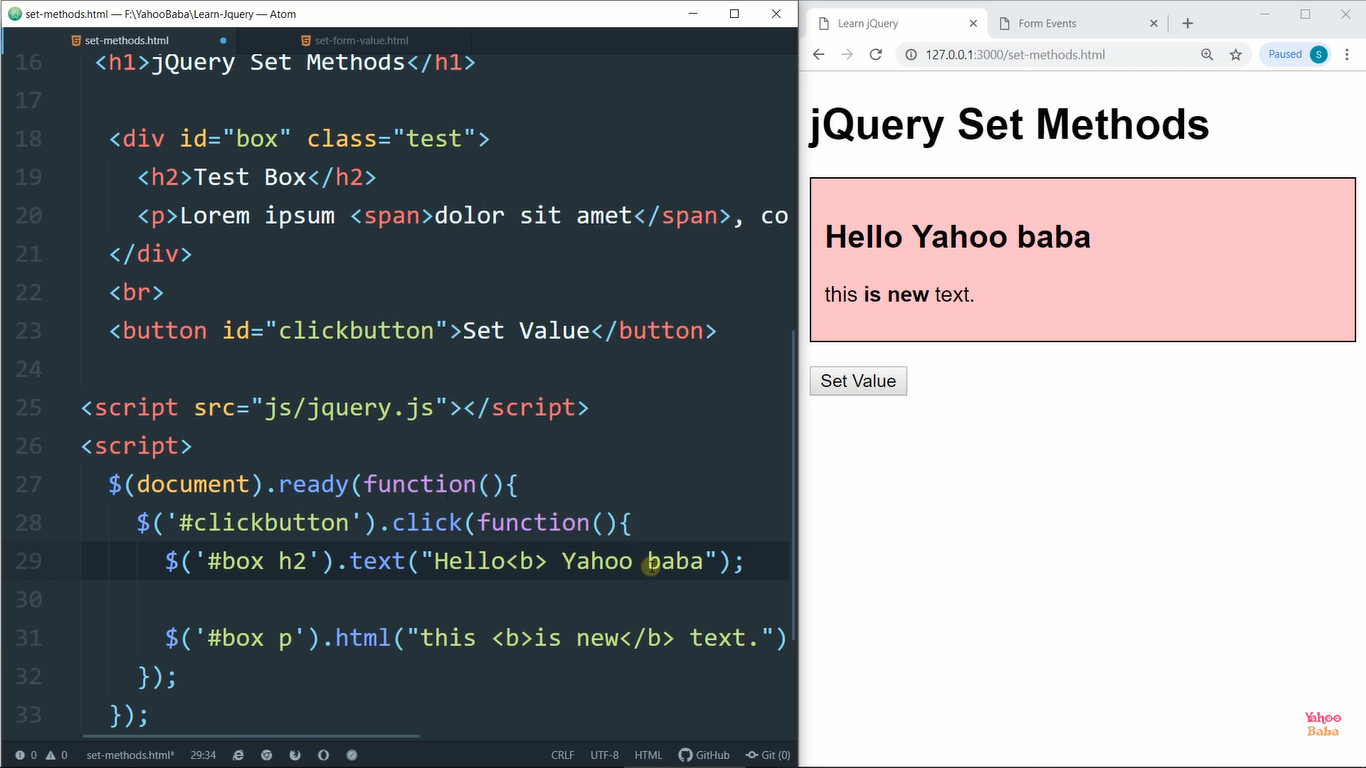 set-methods.html — F:\YahooBaba\Learn-Jquery — Atom
set-methods.html
set-form-value.html
16 <h1>jQuery Set Methods</h1>
17
18 <div id="box" class="test">
19 <h2>Test Box</h2>
20 <p>Lorem ipsum <span>dolor sit amet</span>, co
21 </div>
22 <br>
23 <button id="clickbutton">Set Value</button>
24
25 <script src="js/jquery.js"></script>
26 <script>
27 $(document).ready(function(){
28 $('#clickbutton').click(function(){
29 $('#box h2').text("Hello<b> Yahoo baba");
30
31 $('#box p').html("this <b>is new</b> text.")
32 });
33 });
0 0 set-methods.html* 29:34 CRLF UTF-8 HTML GitHub Git (0)
Learn jQuery
Form Events
127.0.0.1:3000/set-methods.html
Paused S
jQuery Set Methods
Hello Yahoo baba
this is new text.
Set Value
Yahoo
Baba